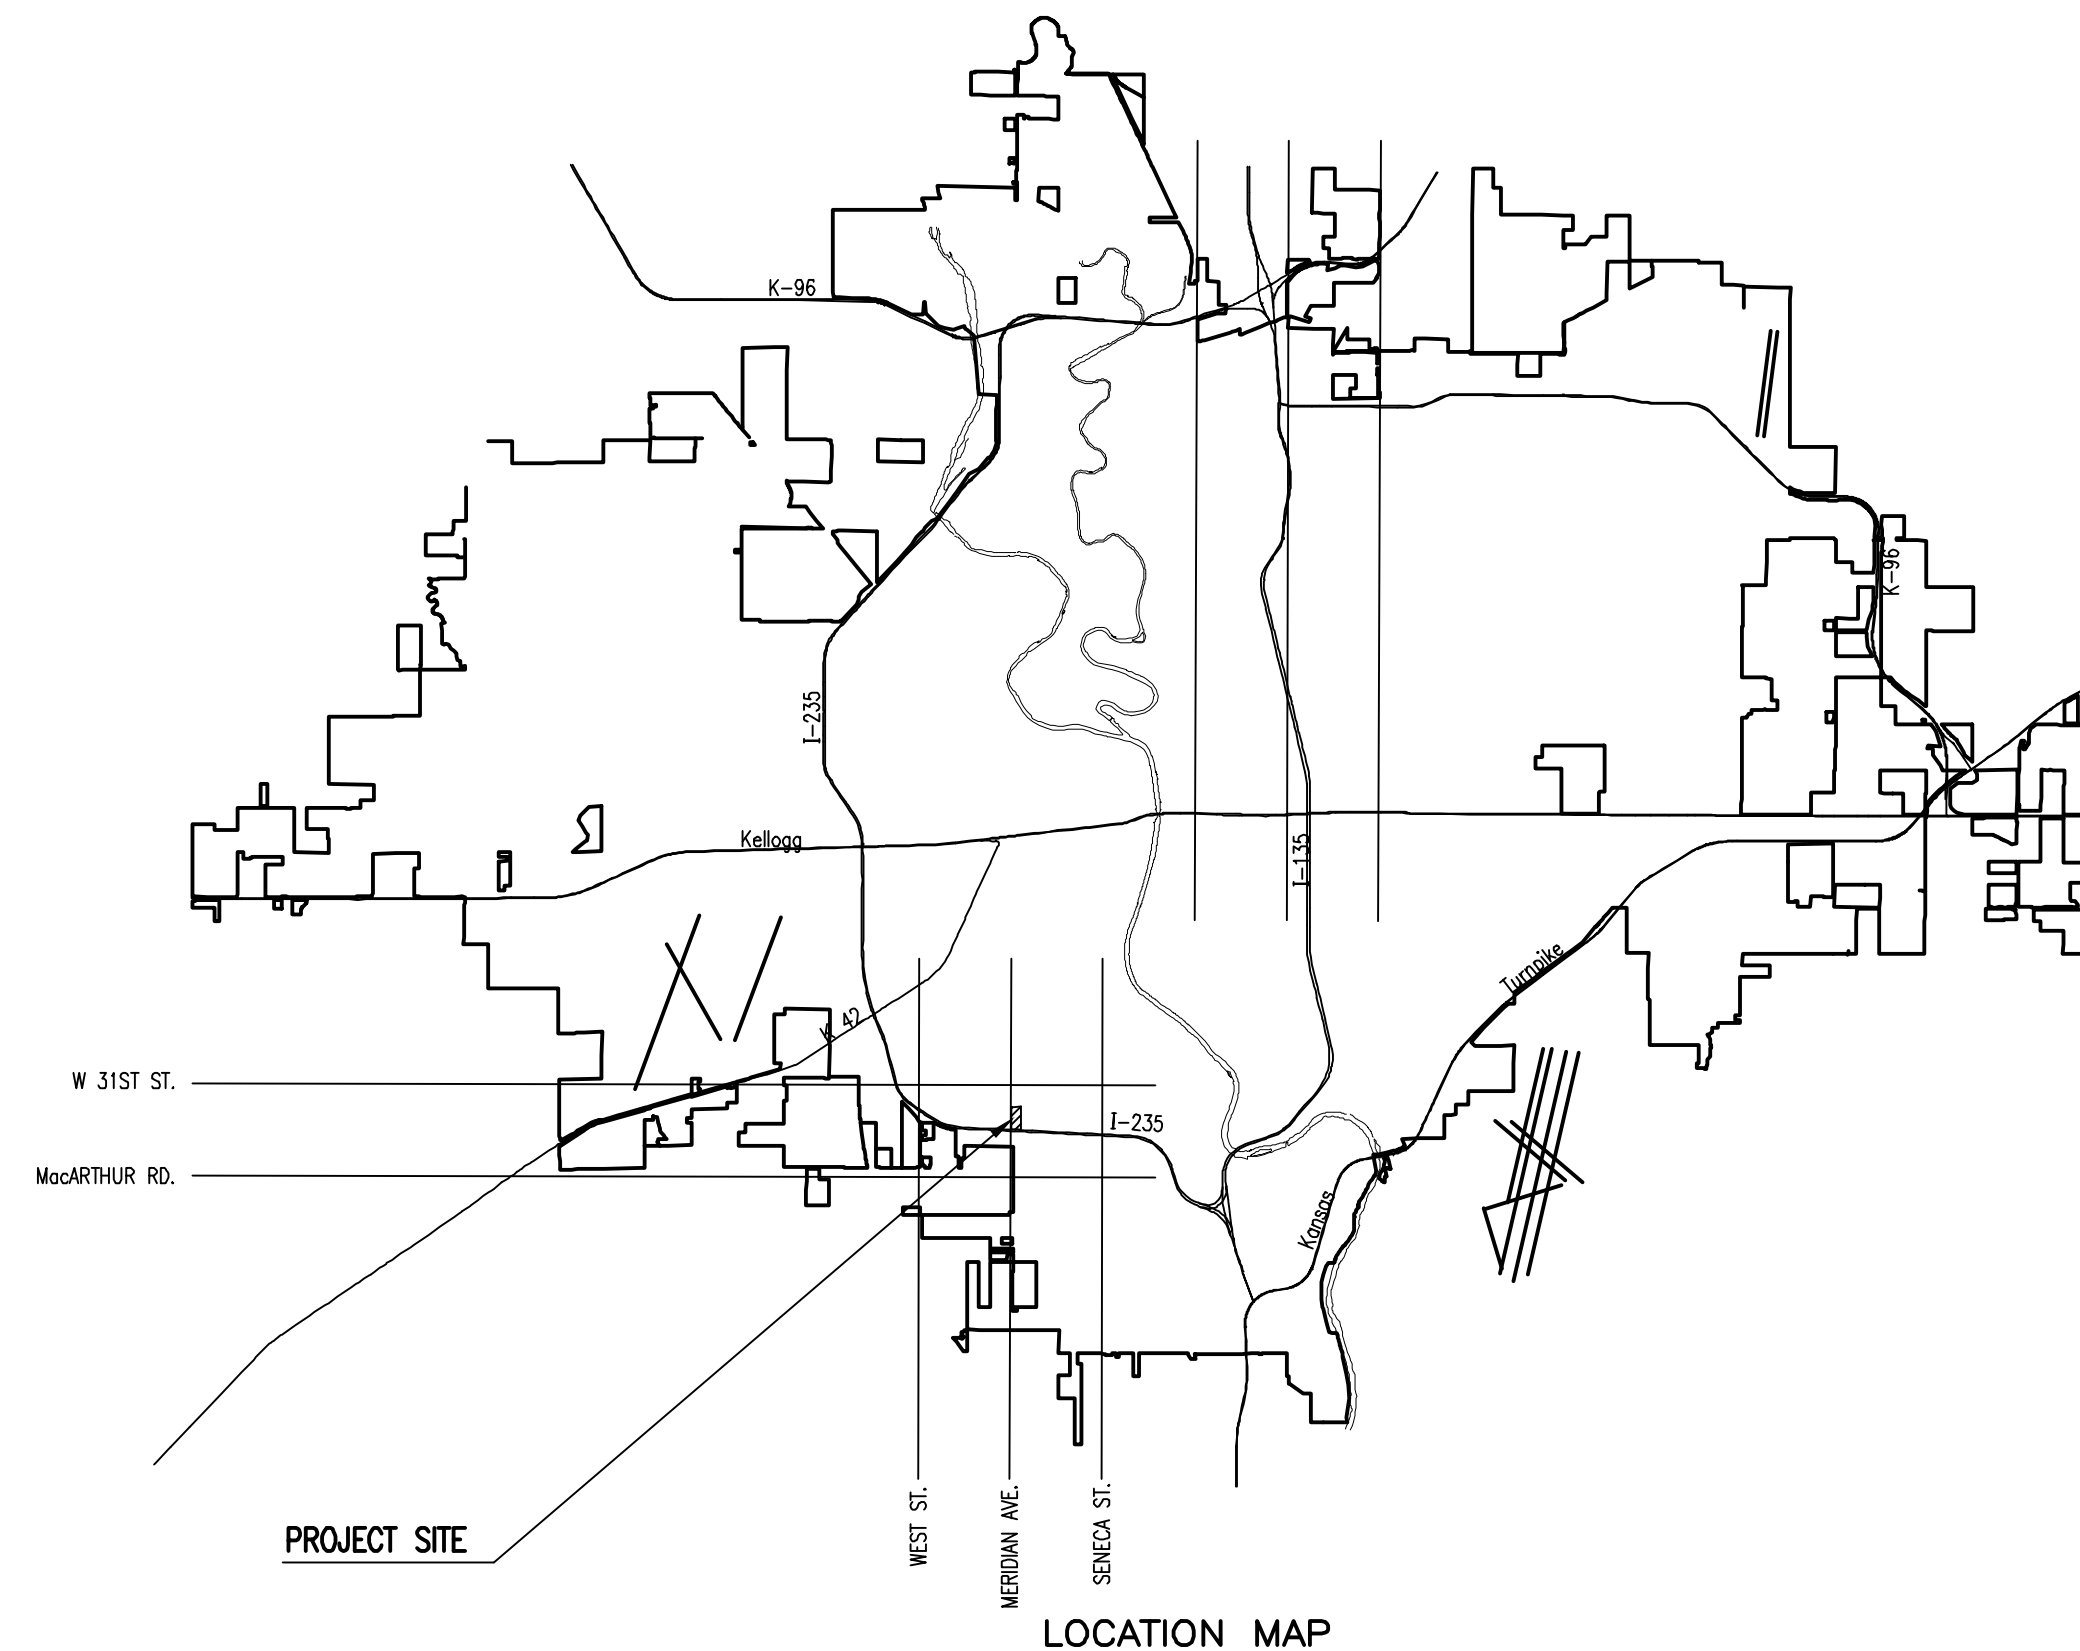 K-96
K-96
I-235
Kellogg
I-135
Turnpike
K 42
W 31ST ST.
I-235
MacARTHUR RD.
Kansas
WEST ST.
MERIDIAN AVE.
SENECA ST.
PROJECT SITE
LOCATION MAP